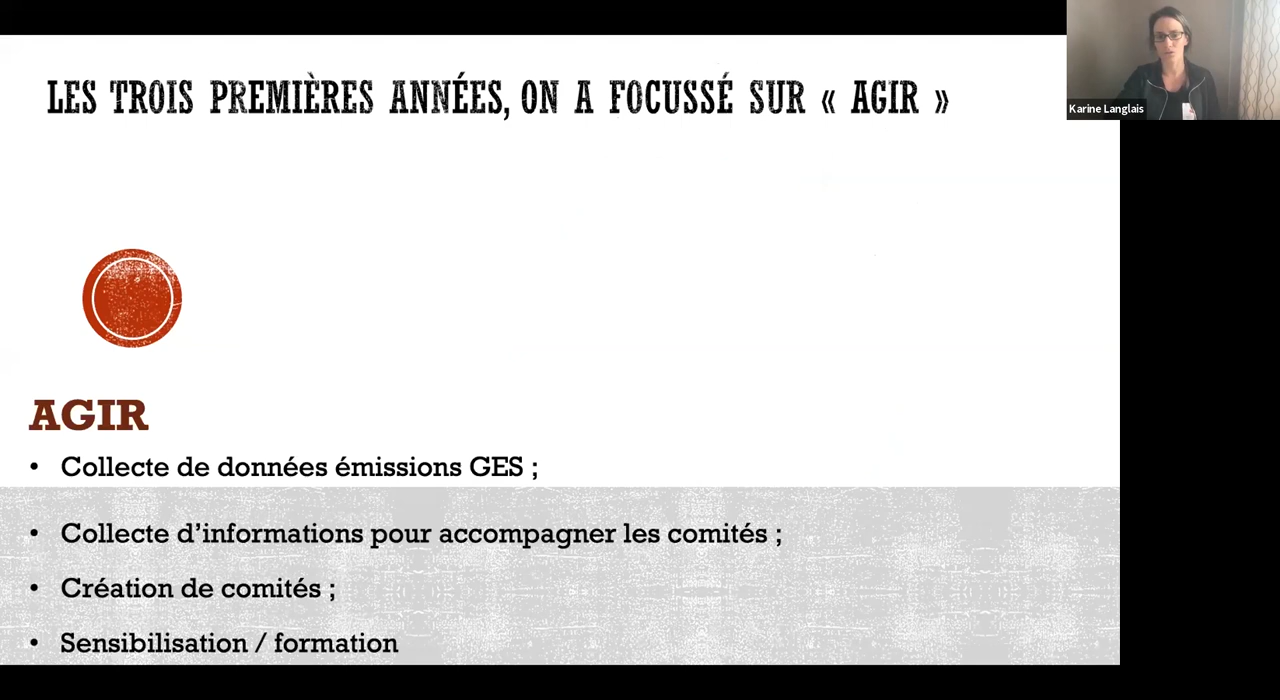 LES TROIS PREMIÈRES ANNÉES, ON A FOCUSSÉ SUR « AGIR »
Karine Langlais
AGIR
• Collecte de données émissions GES ;
• Collecte d’informations pour accompagner les comités ;
• Création de comités ;
• Sensibilisation / formation